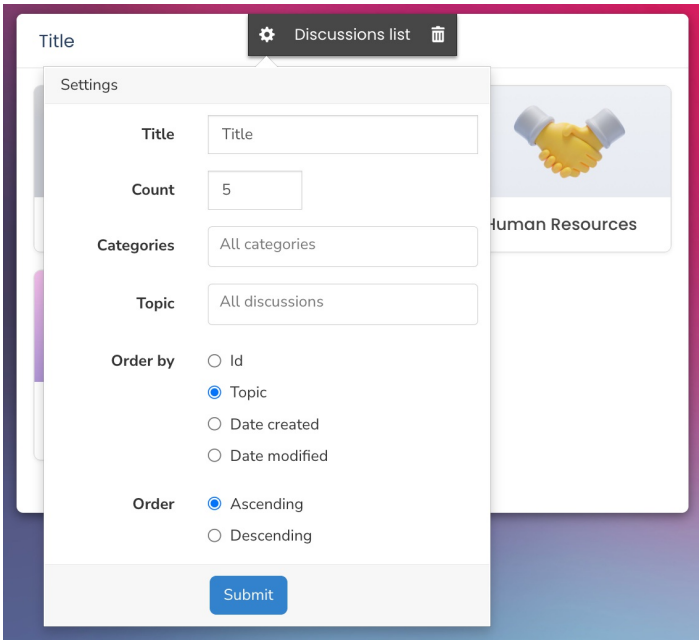 Title
Discussions list
Settings
Title Title
Count 5
Categories All categories
Topic All discussions
Order by Id
Topic
Date created
Date modified
Order Ascending
Descending
Submit
Human Resources